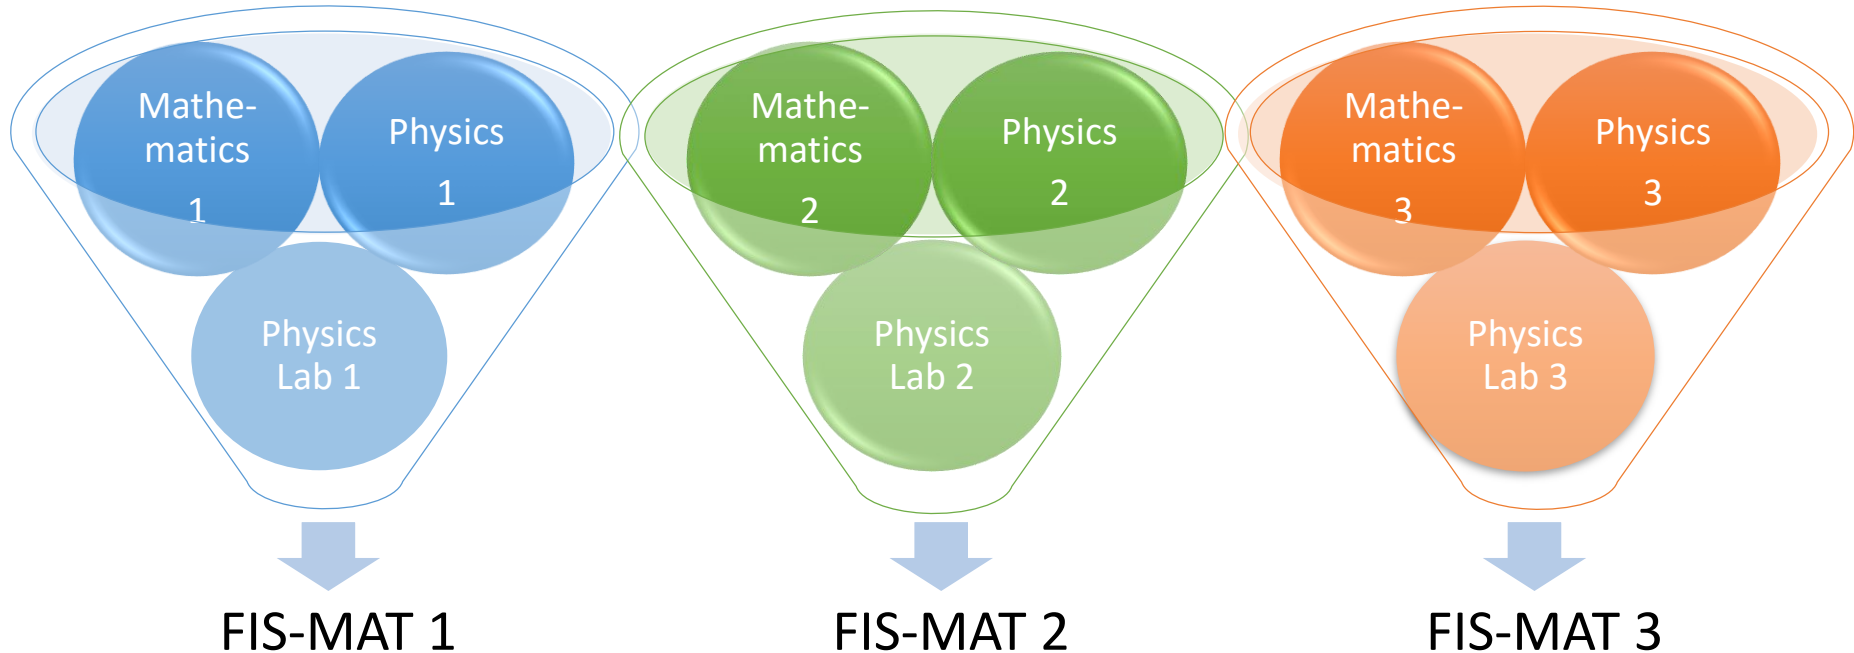 Mathe-
matics
1
Physics
1
Physics
Lab 1
FIS-MAT 1
Mathe-
matics
2
Physics
2
Physics
Lab 2
FIS-MAT 2
Mathe-
matics
3
Physics
3
Physics
Lab 3
FIS-MAT 3